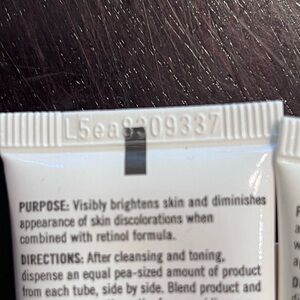 L5ea8209337
PURPOSE: Visibly brightens skin and diminishes
appearance of skin discolorations when
combined with retinol formula.
DIRECTIONS: After cleansing and toning,
dispense an equal pea-sized amount of product
from each tube, side by side. Blend product and